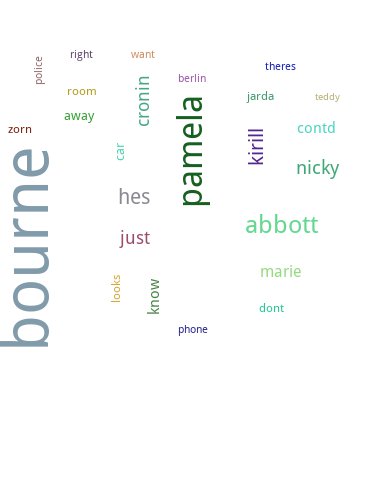 right
want
police
theres
berlin
room
cronin
jarda
teddy
pamela
away
zorn
contd
kirill
car
nicky
bourne
hes
abbott
just
marie
looks
know
dont
phone